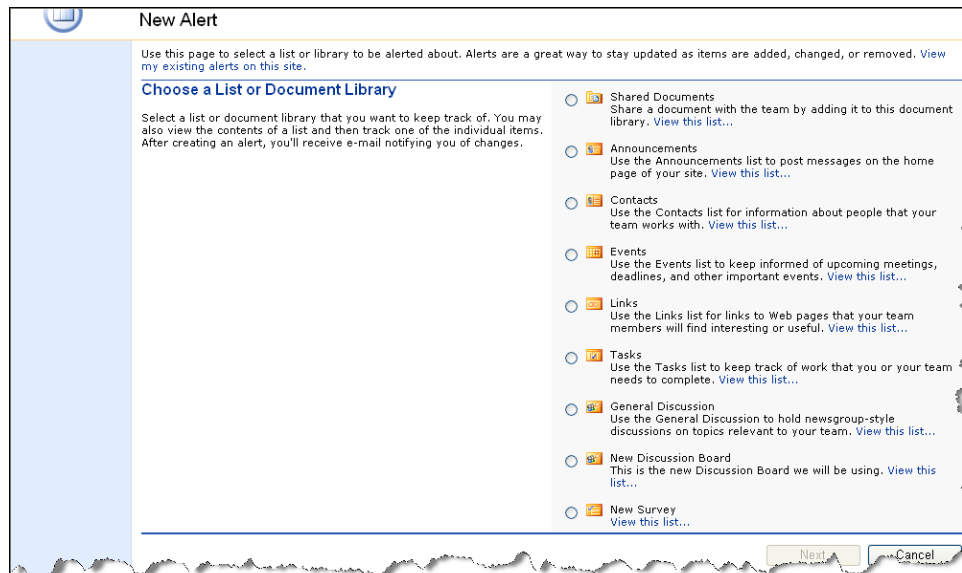 New Alert
Use this page to select a list or library to be alerted about. Alerts are a great way to stay updated as items are added, changed, or removed. View
my existing alerts on this site.
Choose a List or Document Library
Select a list or document library that you want to keep track of. You may
also view the contents of a list and then track one of the individual items.
After creating an alert, you'll receive e-mail notifying you of changes.
Shared Documents
Share a document with the team by adding it to this document
library. View this list...
Announcements
Use the Announcements list to post messages on the home
page of your site. View this list...
Contacts
Use the Contacts list for information about people that your
team works with. View this list...
Events
Use the Events list to keep informed of upcoming meetings,
deadlines, and other important events. View this list...
Links
Use the Links list for links to Web pages that your team
members will find interesting or useful. View this list...
Tasks
Use the Tasks list to keep track of work that you or your team
needs to complete. View this list...
General Discussion
Use the General Discussion to hold newsgroup-style
discussions on topics relevant to your team. View this list...
New Discussion Board
This is the new Discussion Board we will be using. View this
list...
New Survey
View this list...
Next Cancel